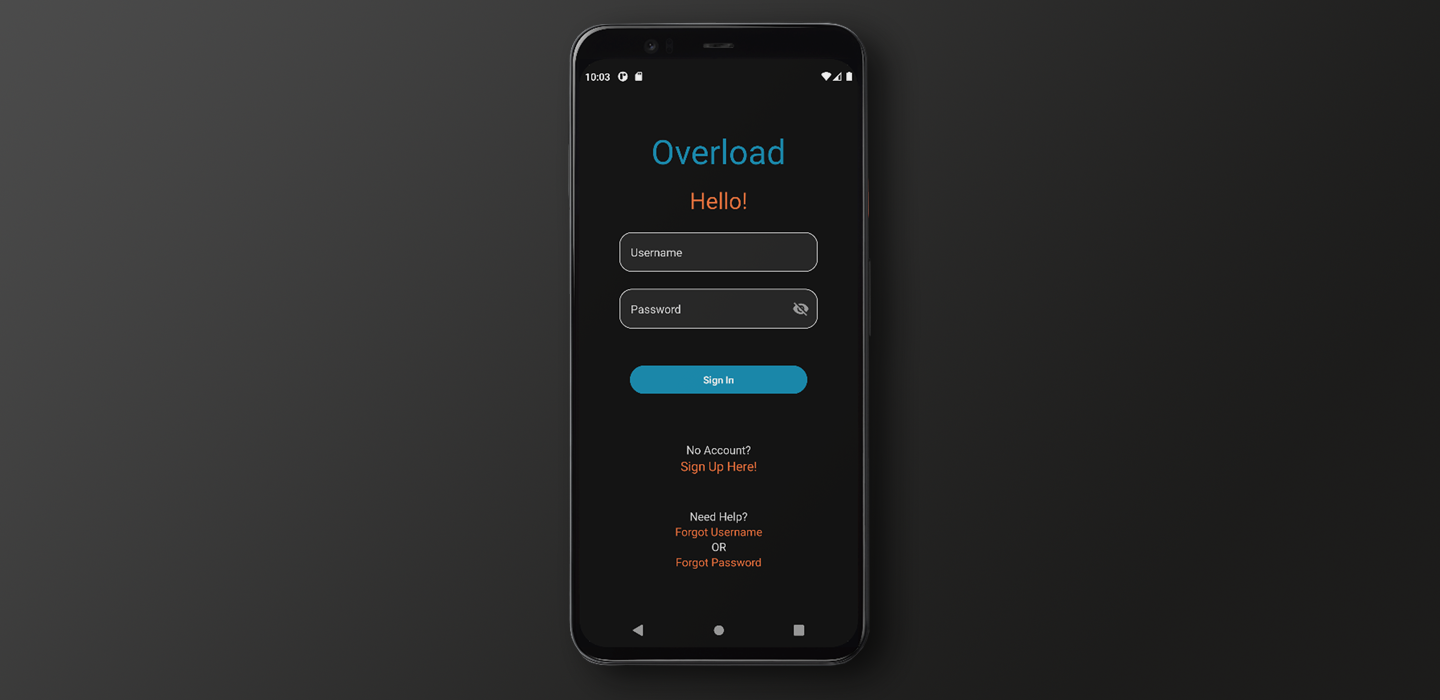 10:03
Overload
Hello!
Username
Password
Sign In
No Account?
Sign Up Here!
Need Help?
Forgot Username
OR
Forgot Password